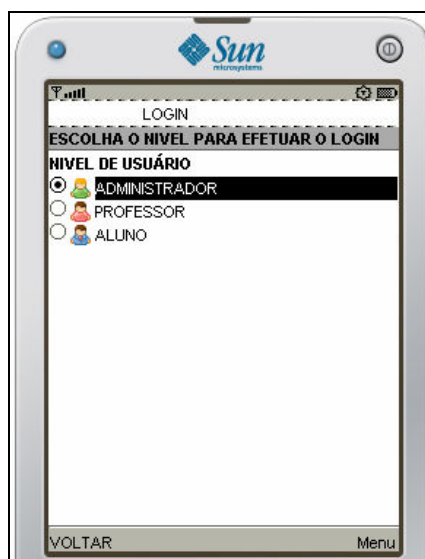 Sun
microsystems
LOGIN
ESCOLHA O NIVEL PARA EFETUAR O LOGIN
NIVEL DE USUÁRIO
ADMINISTRADOR
PROFESSOR
ALUNO
VOLTAR Menu